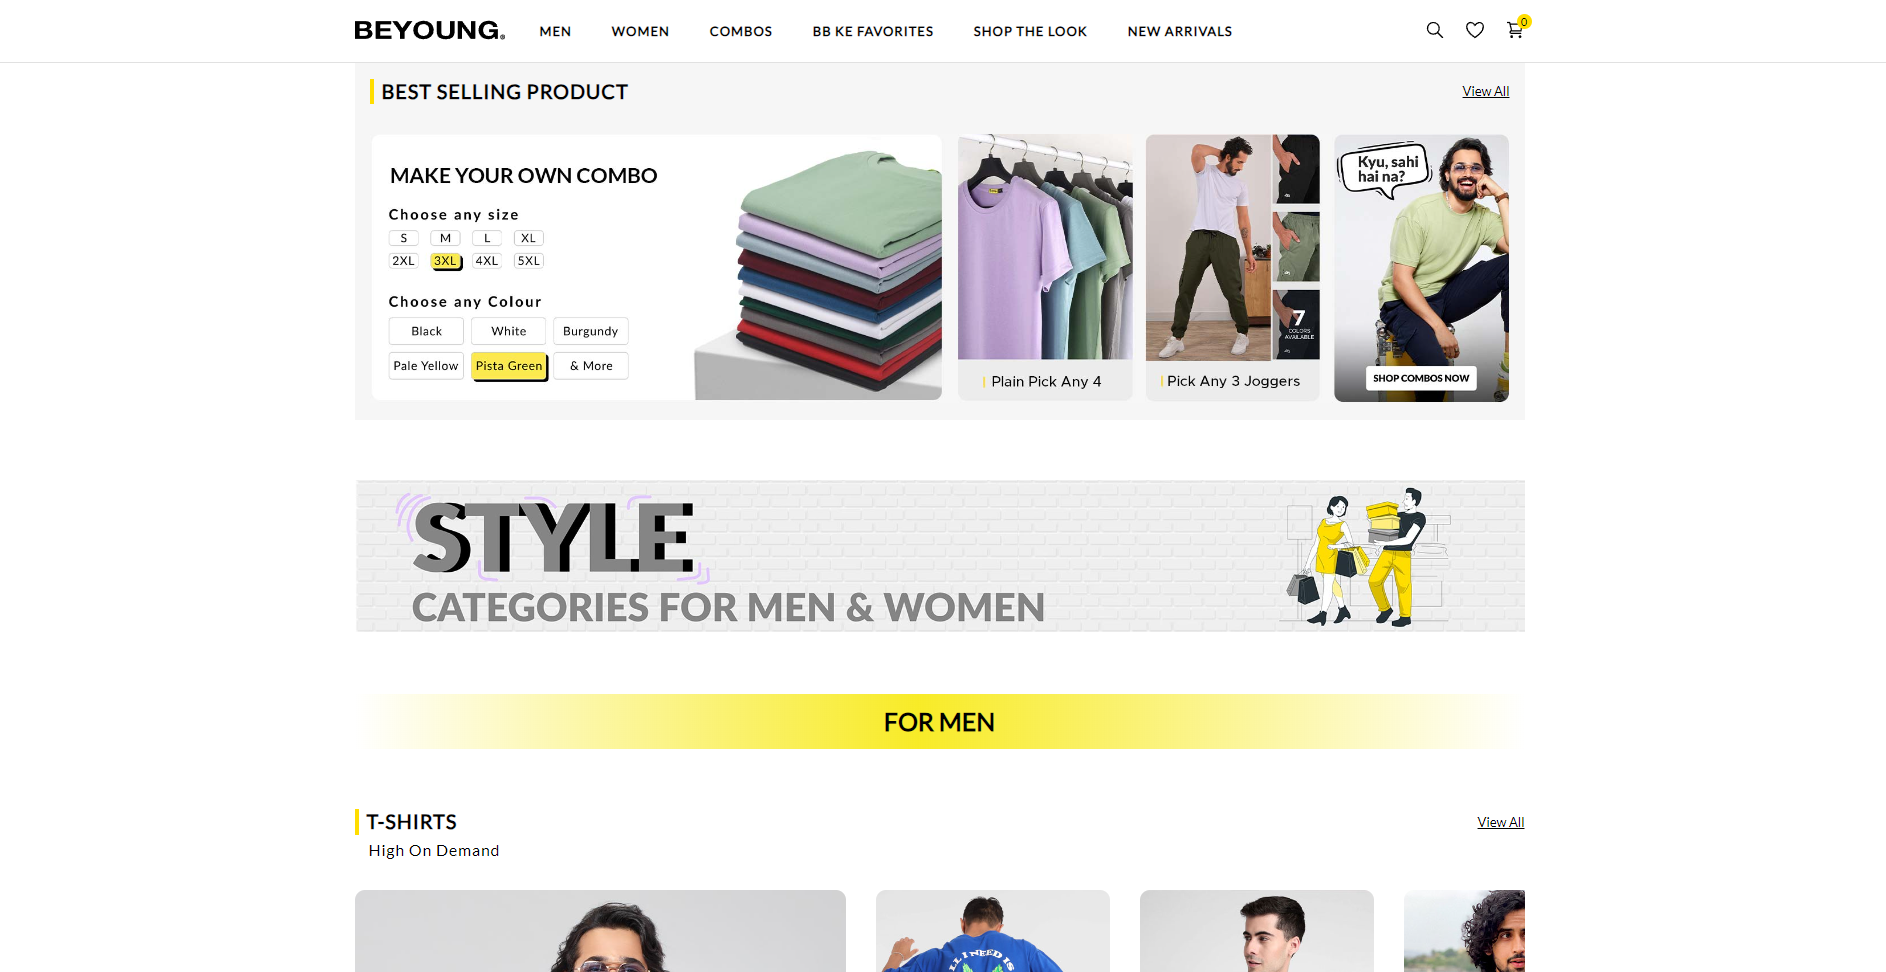 BEYOUNG.
MEN
WOMEN
COMBOS
BB KE FAVORITES
SHOP THE LOOK
NEW ARRIVALS
0
BEST SELLING PRODUCT
View All
MAKE YOUR OWN COMBO
Choose any size
S
M
L
XL
2XL
3XL
4XL
5XL
Choose any Colour
Black
White
Burgundy
Pale Yellow
Pista Green
& More
Plain Pick Any 4
7
COLORS
AVAILABLE
Pick Any 3 Joggers
Kyu, sahi
hai na?
SHOP COMBOS NOW
STYLE
CATEGORIES FOR MEN & WOMEN
FOR MEN
T-SHIRTS
View All
High On Demand
ALL I NEED IS